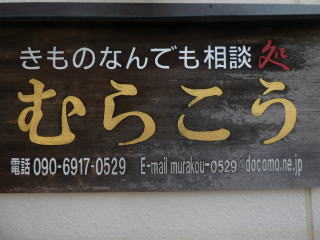 きものなんでも相談処
むらこう
電話 090-6917-0529 E-mail murakou-0529@docomo.ne.jp